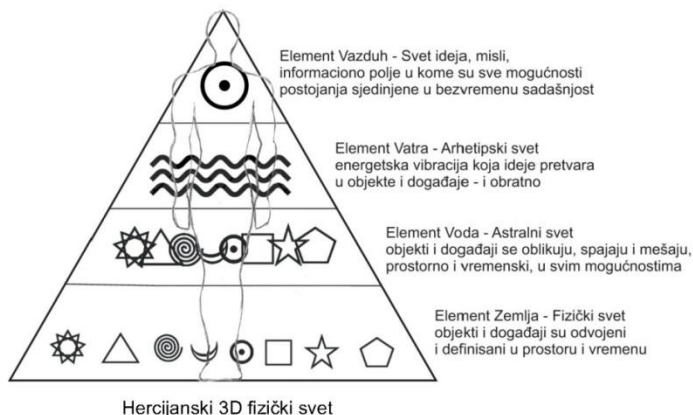 Element Vazduh - Svet ideja, misli,
informaciono polje u kome su sve mogućnosti
postojanja sjedinjene u bezvremenu sadašnjost
Element Vatra - Arhetipski svet
energetska vibracija koja ideje pretvara
u objekte i događaje - i obratno
Element Voda - Astralni svet
objekti i događaji se oblikuju, spajaju i mešaju,
prostorno i vremenski, u svim mogućnostima
Element Zemlja - Fizički svet
objekti i događaji su odvojeni
i definisani u prostoru i vremenu
Hercijanski 3D fizički svet